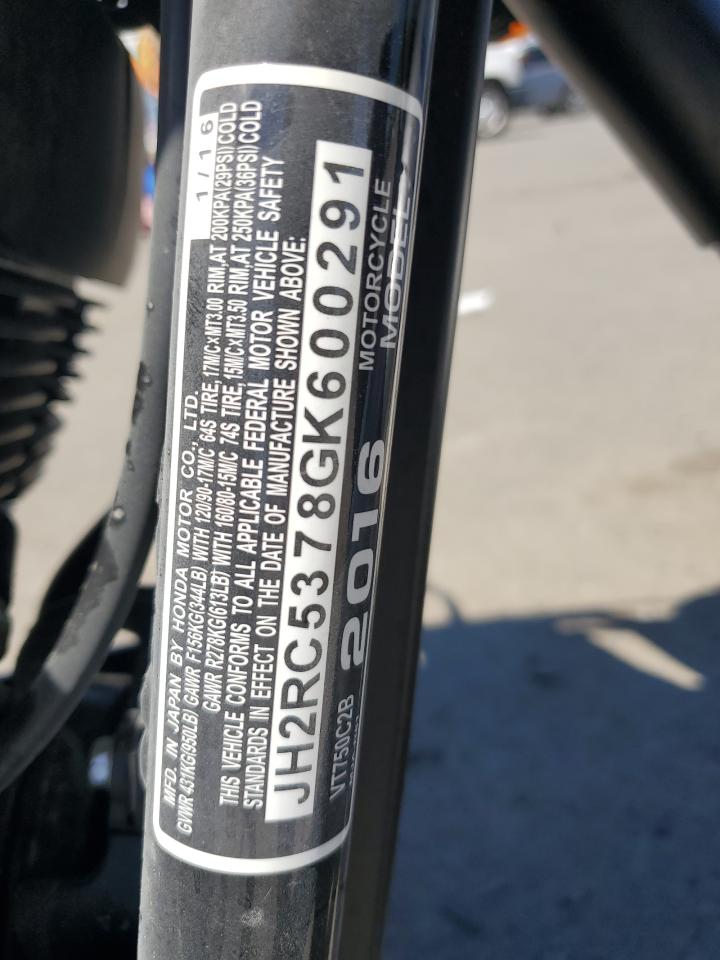 1/16
MFD. IN JAPAN BY HONDA MOTOR CO., LTD.
GVWR 431KG(950LB) GAWR F156KG(344LB) WITH 120/90-17M/C 64S TIRE,17M/C×MT3.00 RIM,AT 200KPA(29PSI)COLD
GAWR R278KG(613LB) WITH 160/80-15M/C 74S TIRE,15M/C×MT3.50 RIM,AT 250KPA(36PSI)COLD
THIS VEHICLE CONFORMS TO ALL APPLICABLE FEDERAL MOTOR VEHICLE SAFETY
STANDARDS IN EFFECT ON THE DATE OF MANUFACTURE SHOWN ABOVE:
JH2RC5378GK600291
VT750C2B 2016 MOTORCYCLE
MODEL